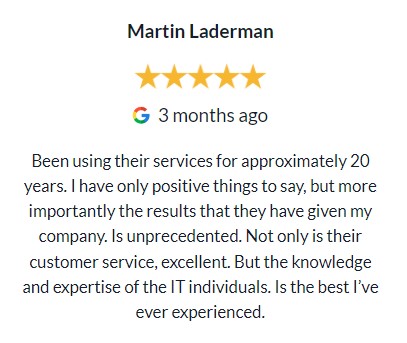 Martin Laderman
3 months ago
Been using their services for approximately 20
years. I have only positive things to say, but more
importantly the results that they have given my
company. Is unprecedented. Not only is their
customer service, excellent. But the knowledge
and expertise of the IT individuals. Is the best I’ve
ever experienced.